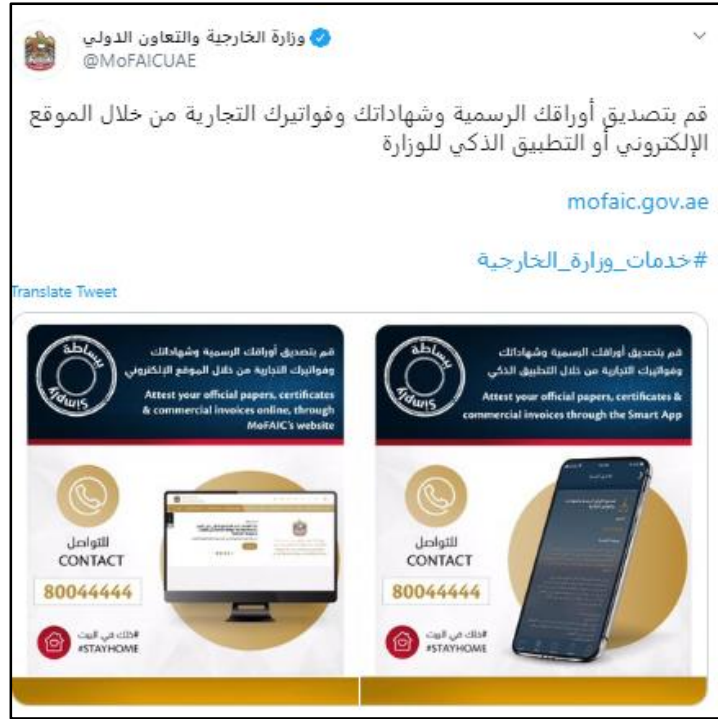 وزارة الخارجية والتعاون الدولي
@MoFAICUAE
قم بتصديق أوراقك الرسمية وشهاداتك وفواتيرك التجارية من خلال الموقع
الإلكتروني أو التطبيق الذكي للوزارة
mofaic.gov.ae
#خدمات_وزارة_الخارجية
Translate Tweet
ببساطة
Simply
قم بتصديق أوراقك الرسمية وشهاداتك
وفواتيرك التجارية من خلال التطبيق الذكي
Attest your official papers, certificates &
commercial invoices through the Smart App
للتواصل
CONTACT
80044444
#خلك في البيت
#STAYHOME
ببساطة
Simply
قم بتصديق أوراقك الرسمية وشهاداتك
وفواتيرك التجارية من خلال الموقع الإلكتروني
Attest your official papers, certificates
& commercial invoices online, through
MoFAIC's website
للتواصل
CONTACT
80044444
#خلك في البيت
#STAYHOME